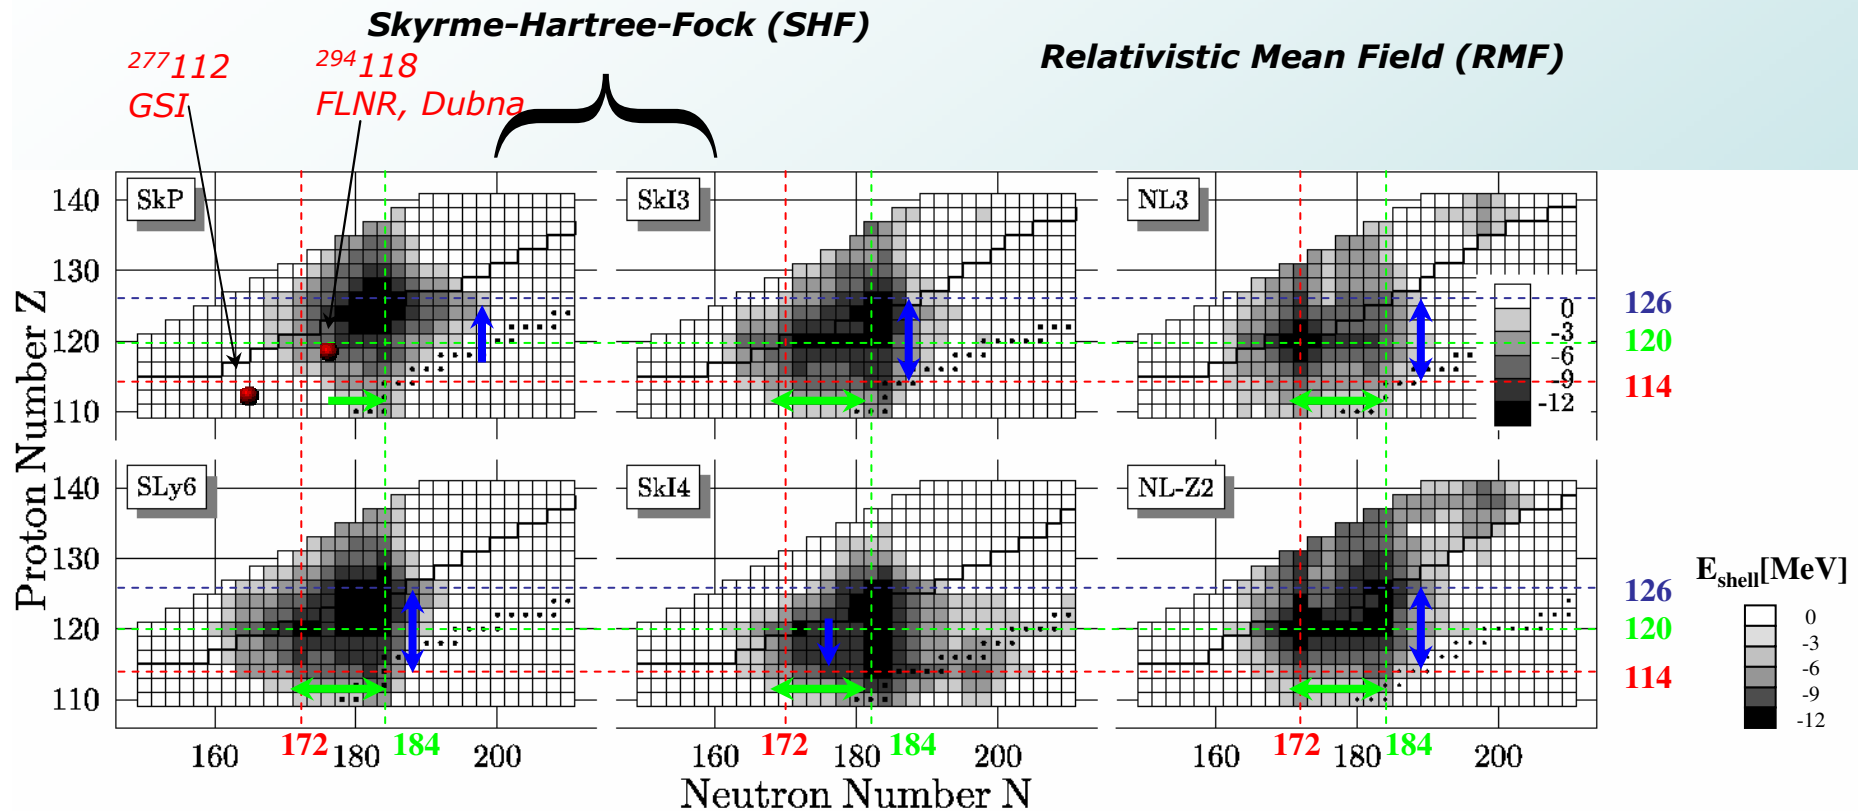 Skyrme-Hartree-Fock (SHF)
Relativistic Mean Field (RMF)
²⁷⁷112
GSI
²⁹⁴118
FLNR, Dubna
Proton Number Z
140
130
120
110
140
130
120
110
SkP
SkI3
NL3
0
-3
-6
-9
-12
126
120
114
SLy6
SkI4
NL-Z2
126
120
114
E_shell[MeV]
0
-3
-6
-9
-12
160 172 180 184 200
160 172 180 184 200
160 172 180 184 200
Neutron Number N